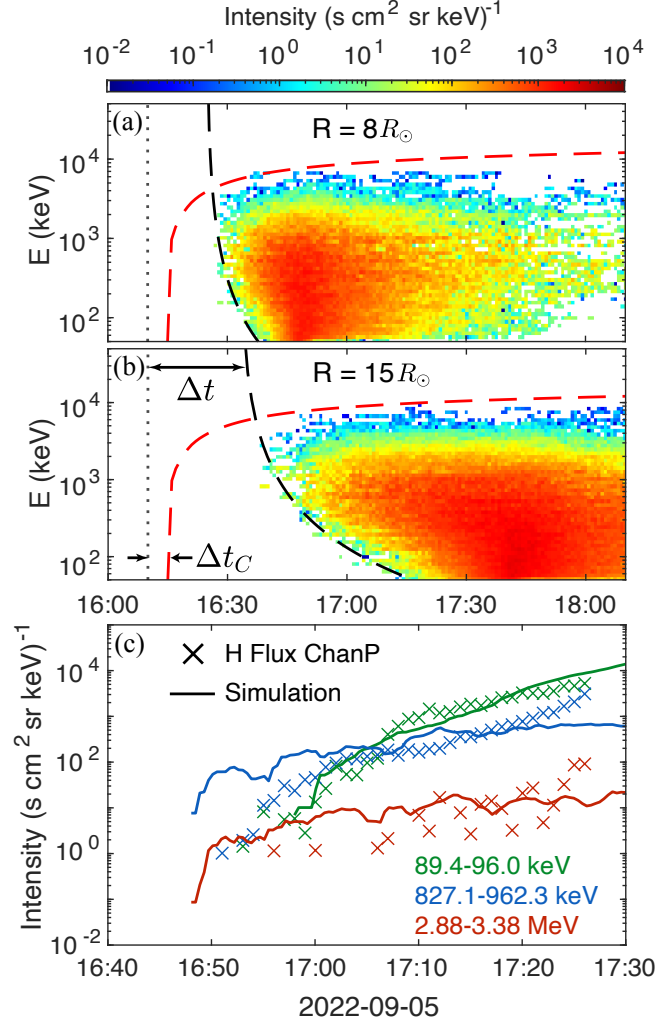 Intensity (s cm² sr keV)⁻¹
10⁻² 10⁻¹ 10⁰ 10¹ 10² 10³ 10⁴
(a) R = 8R☉
10⁴
10³
10²
E (keV)
(b) Δt R = 15R☉
10⁴
10³
10²
E (keV)
Δt_C
16:00 16:30 17:00 17:30 18:00
(c) H Flux ChanP
Simulation
10⁴
10²
10⁰
10⁻²
Intensity (s cm² sr keV)⁻¹
89.4-96.0 keV
827.1-962.3 keV
2.88-3.38 MeV
16:40 16:50 17:00 17:10 17:20 17:30
2022-09-05